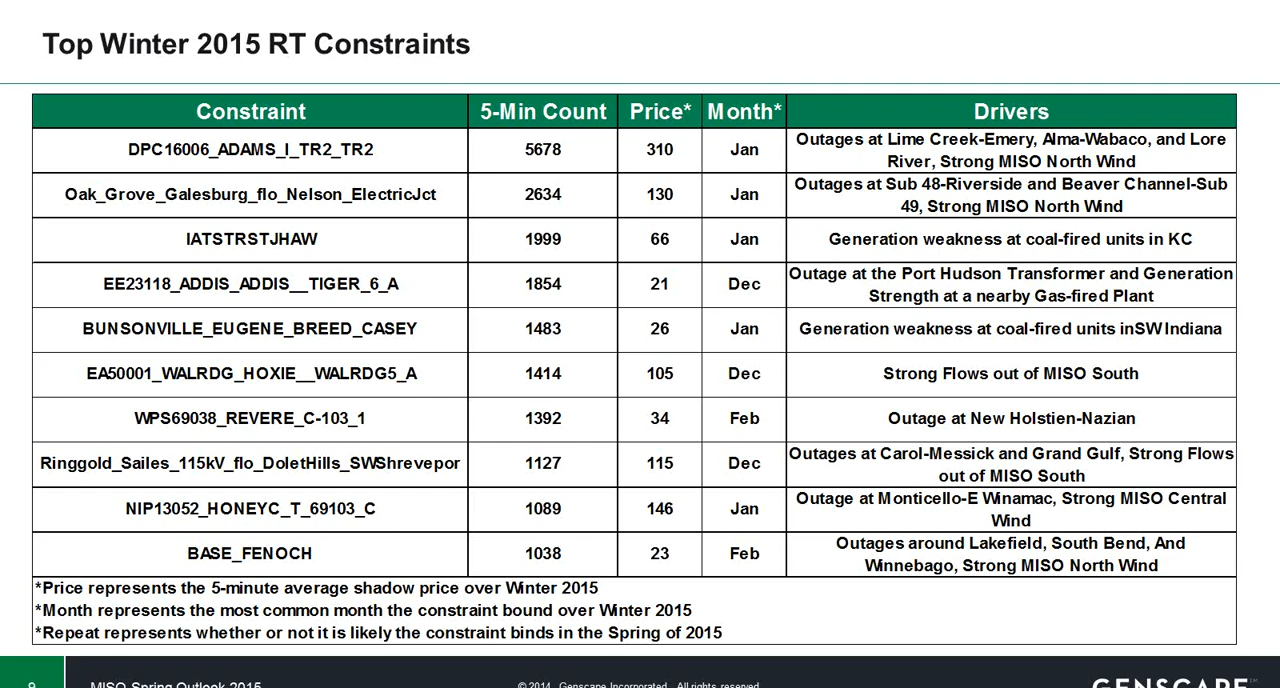 Top Winter 2015 RT Constraints
Constraint 5-Min Count Price* Month* Drivers
DPC16006_ADAMS_I_TR2_TR2 5678 310 Jan Outages at Lime Creek-Emery, Alma-Wabaco, and Lore
River, Strong MISO North Wind
Oak_Grove_Galesburg_flo_Nelson_ElectricJct 2634 130 Jan Outages at Sub 48-Riverside and Beaver Channel-Sub
49, Strong MISO North Wind
IATSTRSTJHAW 1999 66 Jan Generation weakness at coal-fired units in KC
EE23118_ADDIS_ADDIS__TIGER_6_A 1854 21 Dec Outage at the Port Hudson Transformer and Generation
Strength at a nearby Gas-fired Plant
BUNSONVILLE_EUGENE_BREED_CASEY 1483 26 Jan Generation weakness at coal-fired units inSW Indiana
EA50001_WALRDG_HOXIE__WALRDG5_A 1414 105 Dec Strong Flows out of MISO South
WPS69038_REVERE_C-103_1 1392 34 Feb Outage at New Holstien-Nazian
Ringgold_Sailes_115kV_flo_DoletHills_SWShrevepor 1127 115 Dec Outages at Carol-Messick and Grand Gulf, Strong Flows
out of MISO South
NIP13052_HONEYC_T_69103_C 1089 146 Jan Outage at Monticello-E Winamac, Strong MISO Central
Wind
BASE_FENOCH 1038 23 Feb Outages around Lakefield, South Bend, And
Winnebago, Strong MISO North Wind
*Price represents the 5-minute average shadow price over Winter 2015
*Month represents the most common month the constraint bound over Winter 2015
*Repeat represents whether or not it is likely the constraint binds in the Spring of 2015
9 MISO Spring Outlook 2015 © 2014 Genscape Incorporated. All rights reserved. GENSCAPE™